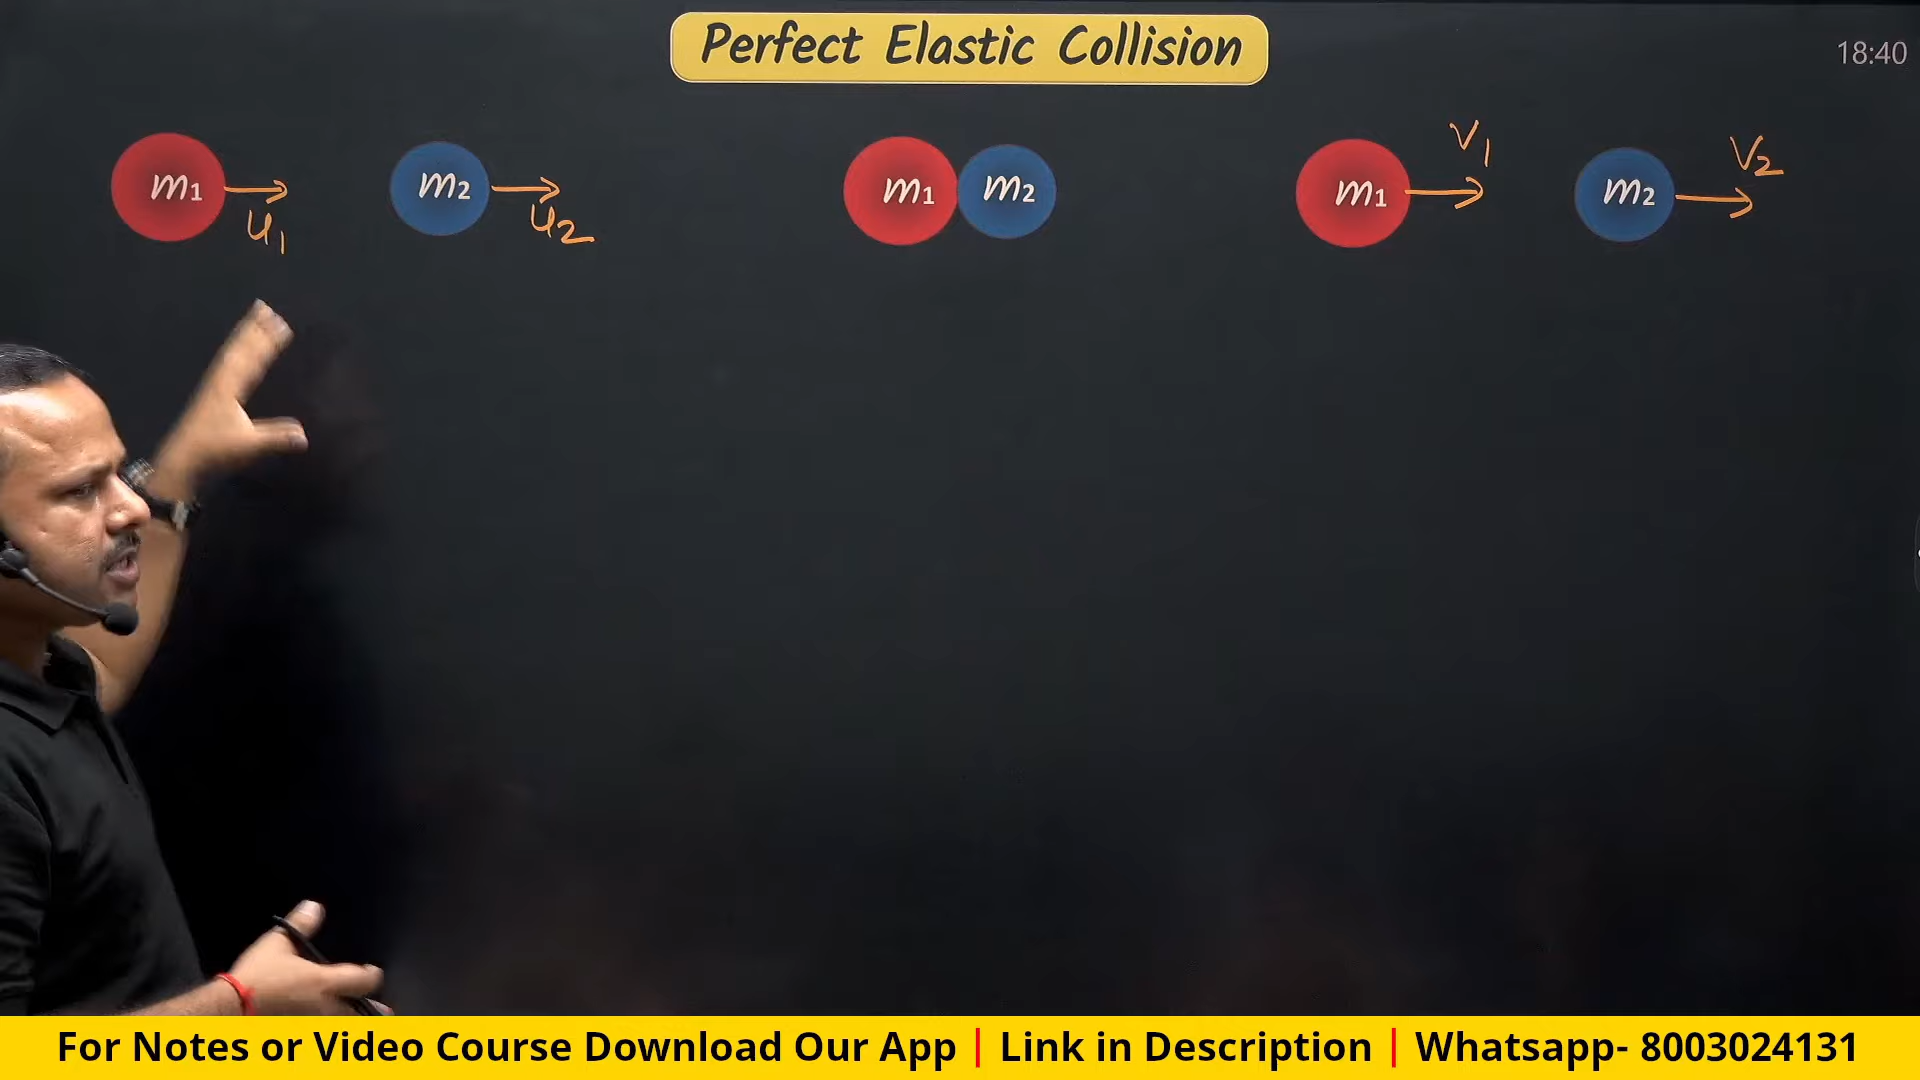 Perfect Elastic Collision
18:40
m1 u1 m2 u2 m1 m2 m1 V1 m2 V2
For Notes or Video Course Download Our App | Link in Description | Whatsapp- 8003024131